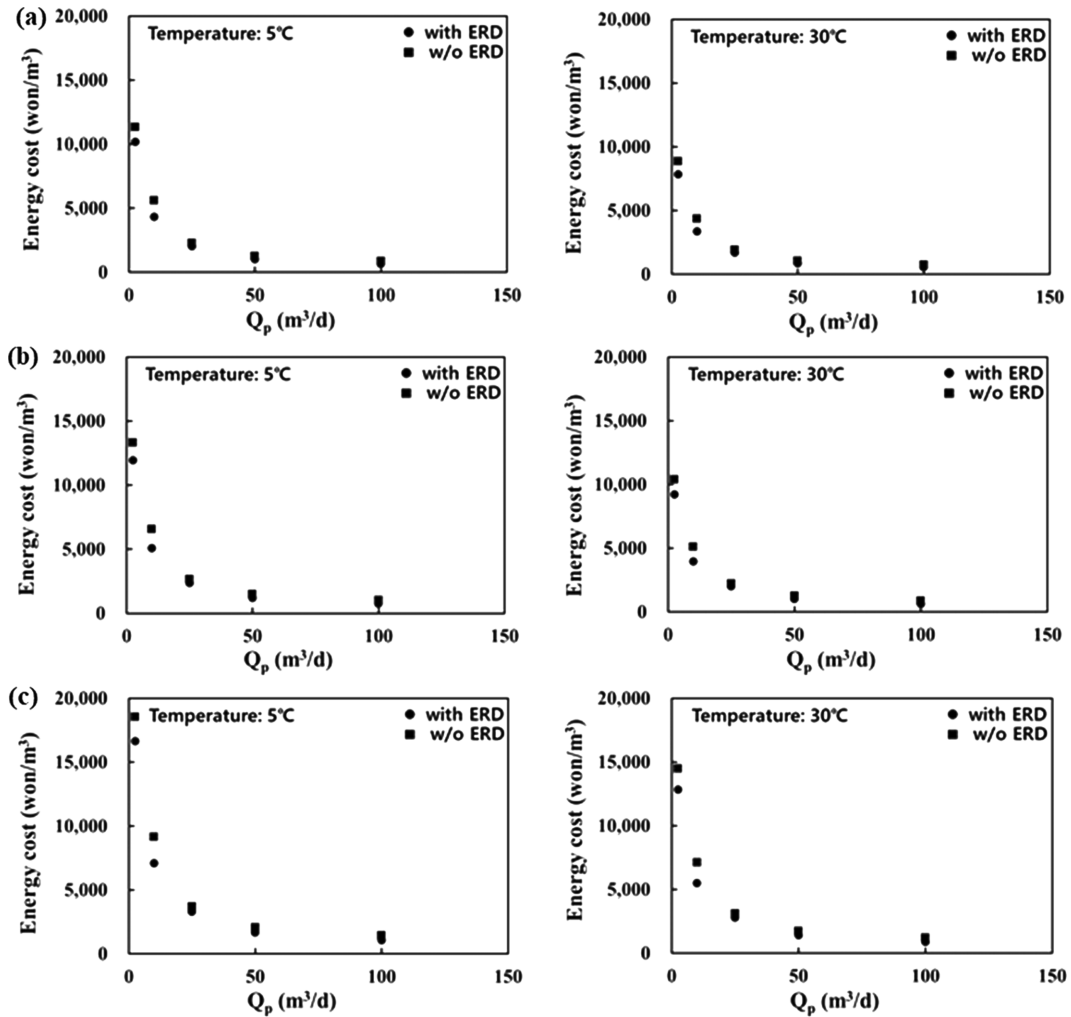 (a)
20,000
15,000
10,000
5,000
0
Energy cost (won/m³)
Temperature: 5℃
with ERD
w/o ERD
0 50 100 150
Qp (m³/d)
20,000
15,000
10,000
5,000
0
Energy cost (won/m³)
Temperature: 30℃
with ERD
w/o ERD
0 50 100 150
Qp (m³/d)
(b)
20,000
15,000
10,000
5,000
0
Energy cost (won/m³)
Temperature: 5℃
with ERD
w/o ERD
0 50 100 150
Qp (m³/d)
20,000
15,000
10,000
5,000
0
Energy cost (won/m³)
Temperature: 30℃
with ERD
w/o ERD
0 50 100 150
Qp (m³/d)
(c)
20,000
15,000
10,000
5,000
0
Energy cost (won/m³)
Temperature: 5℃
with ERD
w/o ERD
0 50 100 150
Qp (m³/d)
20,000
15,000
10,000
5,000
0
Energy cost (won/m³)
Temperature: 30℃
with ERD
w/o ERD
0 50 100 150
Qp (m³/d)